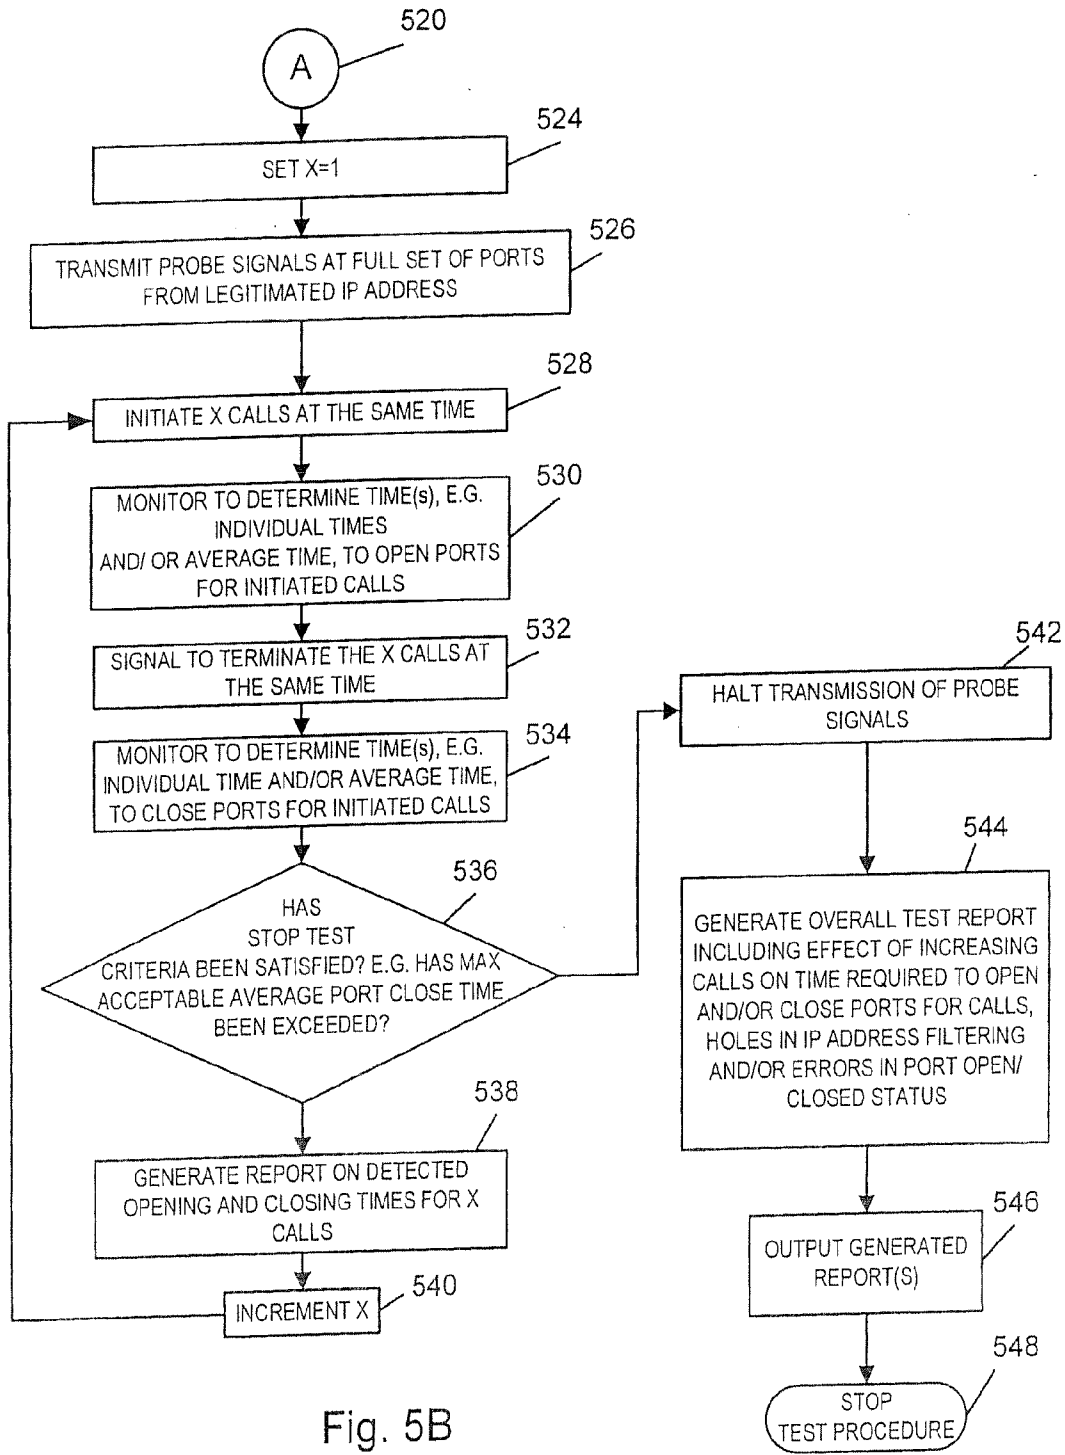 520
A
524
SET X=1
526
TRANSMIT PROBE SIGNALS AT FULL SET OF PORTS
FROM LEGITIMATED IP ADDRESS
528
INITIATE X CALLS AT THE SAME TIME
530
MONITOR TO DETERMINE TIME(s), E.G.
INDIVIDUAL TIMES
AND/ OR AVERAGE TIME, TO OPEN PORTS
FOR INITIATED CALLS
532
SIGNAL TO TERMINATE THE X CALLS AT
THE SAME TIME
534
MONITOR TO DETERMINE TIME(s), E.G.
INDIVIDUAL TIME AND/OR AVERAGE TIME,
TO CLOSE PORTS FOR INITIATED CALLS
536
HAS
STOP TEST
CRITERIA BEEN SATISFIED? E.G. HAS MAX
ACCEPTABLE AVERAGE PORT CLOSE TIME
BEEN EXCEEDED?
538
GENERATE REPORT ON DETECTED
OPENING AND CLOSING TIMES FOR X
CALLS
540
INCREMENT X
542
HALT TRANSMISSION OF PROBE
SIGNALS
544
GENERATE OVERALL TEST REPORT
INCLUDING EFFECT OF INCREASING
CALLS ON TIME REQUIRED TO OPEN
AND/OR CLOSE PORTS FOR CALLS,
HOLES IN IP ADDRESS FILTERING
AND/OR ERRORS IN PORT OPEN/
CLOSED STATUS
546
OUTPUT GENERATED
REPORT(S)
548
STOP
TEST PROCEDURE
Fig. 5B